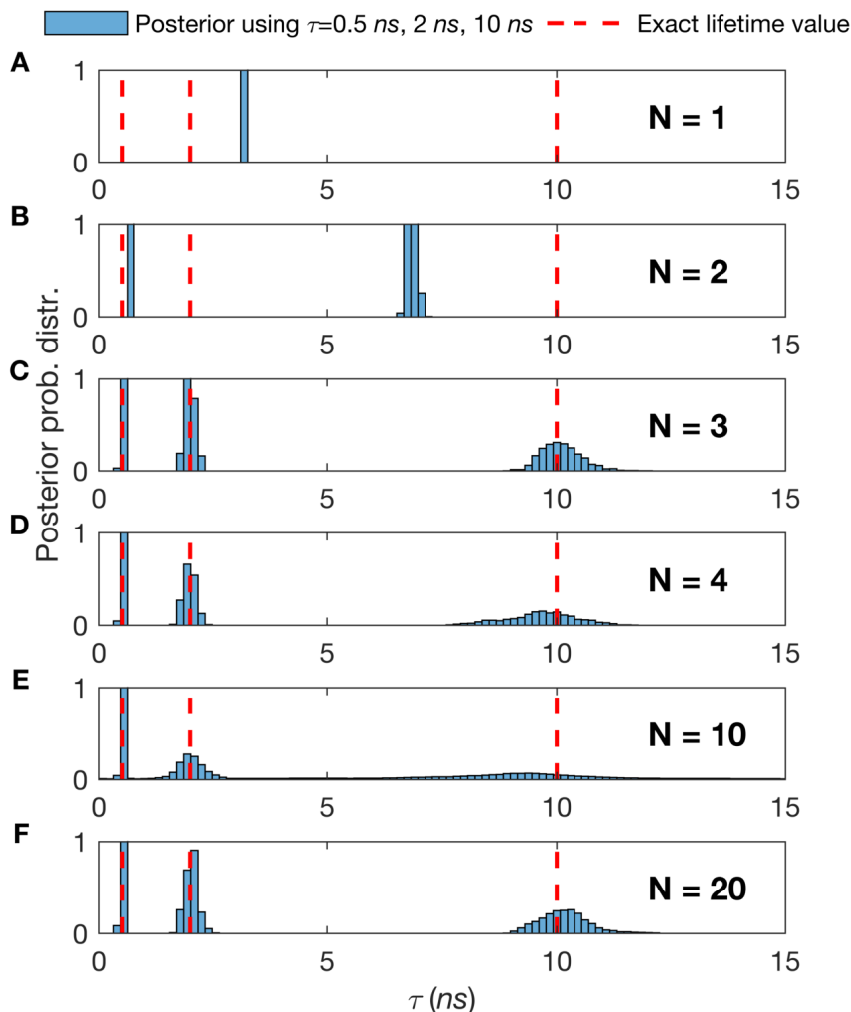 Posterior using τ=0.5 ns, 2 ns, 10 ns Exact lifetime value
Posterior prob. distr.
A
1
0
N = 1
0 5 10 15
B
1
0
N = 2
0 5 10 15
C
1
0
N = 3
0 5 10 15
D
1
0
N = 4
0 5 10 15
E
1
0
N = 10
0 5 10 15
F
1
0
N = 20
0 5 10 15
τ (ns)